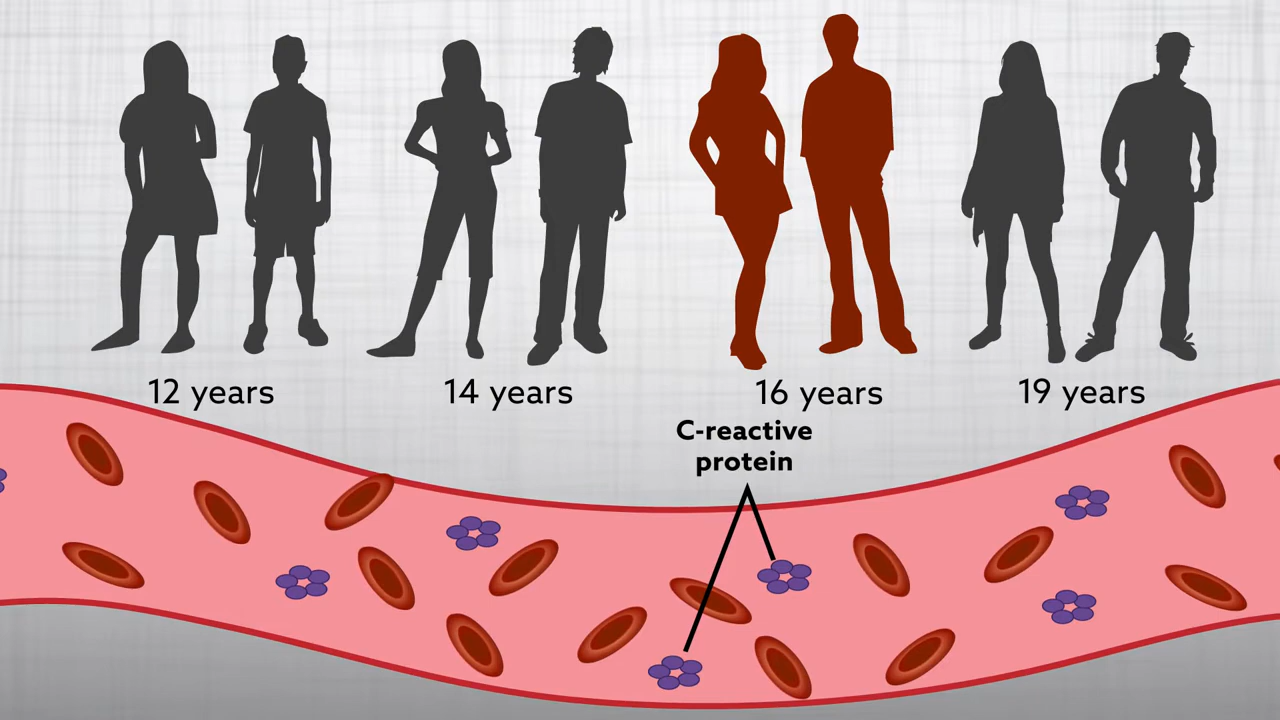 12 years
14 years
16 years
19 years
C-reactive
protein